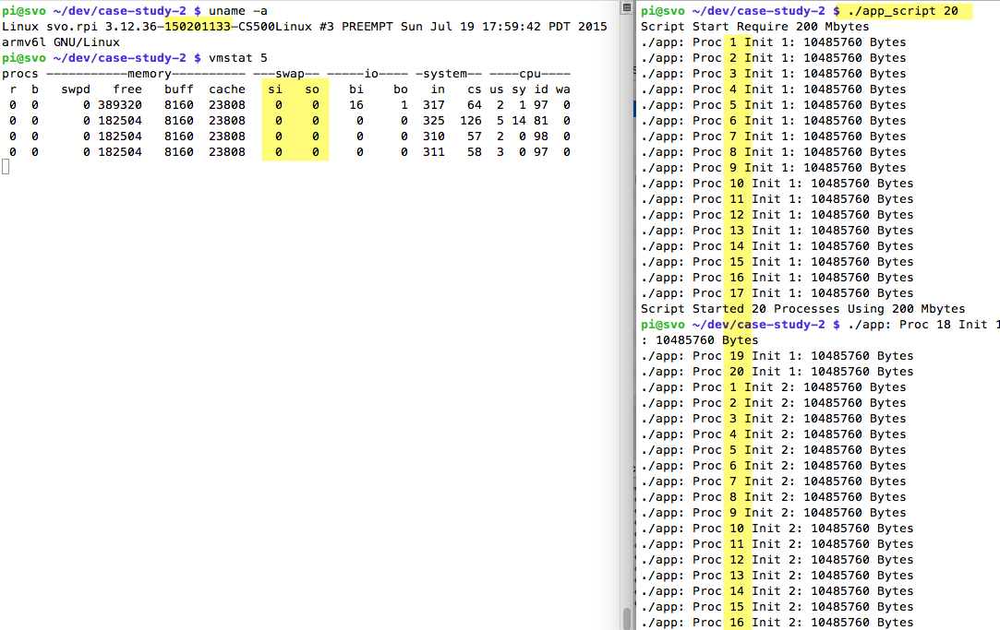 pi@svo ~/dev/case-study-2 $ uname -a
Linux svo.rpi 3.12.36-150201133-CS500Linux #3 PREEMPT Sun Jul 19 17:59:42 PDT 2015
armv6l GNU/Linux
pi@svo ~/dev/case-study-2 $ vmstat 5
procs -----------memory---------- ---swap-- -----io---- -system-- ----cpu----
r b swpd free buff cache si so bi bo in cs us sy id wa
0 0 0 389320 8160 23808 0 0 16 1 317 64 2 1 97 0
0 0 0 182504 8160 23808 0 0 0 0 325 126 5 14 81 0
0 0 0 182504 8160 23808 0 0 0 0 310 57 2 0 98 0
0 0 0 182504 8160 23808 0 0 0 0 311 58 3 0 97 0
pi@svo ~/dev/case-study-2 $ ./app_script 20
Script Start Require 200 Mbytes
./app: Proc 1 Init 1: 10485760 Bytes
./app: Proc 2 Init 1: 10485760 Bytes
./app: Proc 3 Init 1: 10485760 Bytes
./app: Proc 4 Init 1: 10485760 Bytes
./app: Proc 5 Init 1: 10485760 Bytes
./app: Proc 6 Init 1: 10485760 Bytes
./app: Proc 7 Init 1: 10485760 Bytes
./app: Proc 8 Init 1: 10485760 Bytes
./app: Proc 9 Init 1: 10485760 Bytes
./app: Proc 10 Init 1: 10485760 Bytes
./app: Proc 11 Init 1: 10485760 Bytes
./app: Proc 12 Init 1: 10485760 Bytes
./app: Proc 13 Init 1: 10485760 Bytes
./app: Proc 14 Init 1: 10485760 Bytes
./app: Proc 15 Init 1: 10485760 Bytes
./app: Proc 16 Init 1: 10485760 Bytes
./app: Proc 17 Init 1: 10485760 Bytes
Script Started 20 Processes Using 200 Mbytes
pi@svo ~/dev/case-study-2 $ ./app: Proc 18 Init 1
: 10485760 Bytes
./app: Proc 19 Init 1: 10485760 Bytes
./app: Proc 20 Init 1: 10485760 Bytes
./app: Proc 1 Init 2: 10485760 Bytes
./app: Proc 2 Init 2: 10485760 Bytes
./app: Proc 3 Init 2: 10485760 Bytes
./app: Proc 4 Init 2: 10485760 Bytes
./app: Proc 5 Init 2: 10485760 Bytes
./app: Proc 6 Init 2: 10485760 Bytes
./app: Proc 7 Init 2: 10485760 Bytes
./app: Proc 8 Init 2: 10485760 Bytes
./app: Proc 9 Init 2: 10485760 Bytes
./app: Proc 10 Init 2: 10485760 Bytes
./app: Proc 11 Init 2: 10485760 Bytes
./app: Proc 12 Init 2: 10485760 Bytes
./app: Proc 13 Init 2: 10485760 Bytes
./app: Proc 14 Init 2: 10485760 Bytes
./app: Proc 15 Init 2: 10485760 Bytes
./app: Proc 16 Init 2: 10485760 Bytes